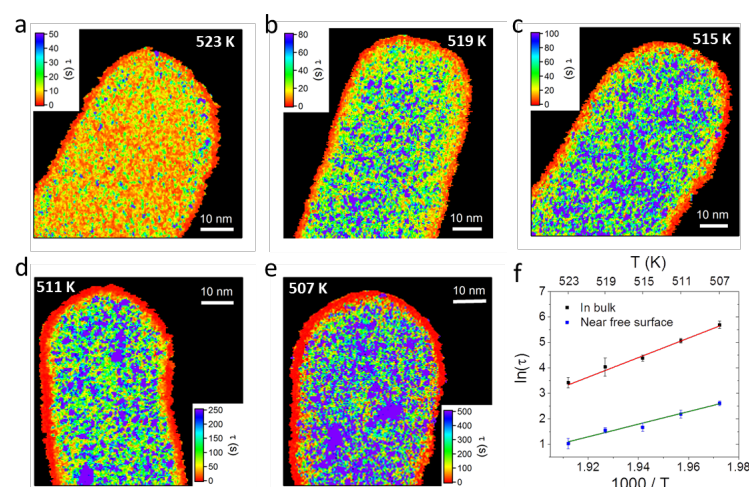 a
523 K
50
40
30
20
10
0
τ (S)
10 nm
b
519 K
80
60
40
20
0
τ (S)
10 nm
c
515 K
100
80
60
40
20
0
τ (S)
10 nm
d
511 K
10 nm
250
200
150
100
50
0
τ (S)
e
507 K
10 nm
500
400
300
200
100
0
τ (S)
f
T (K)
523 519 515 511 507
7
6
5
4
3
2
1
ln(τ)
In bulk
Near free surface
1.92 1.94 1.96 1.98
1000 / T